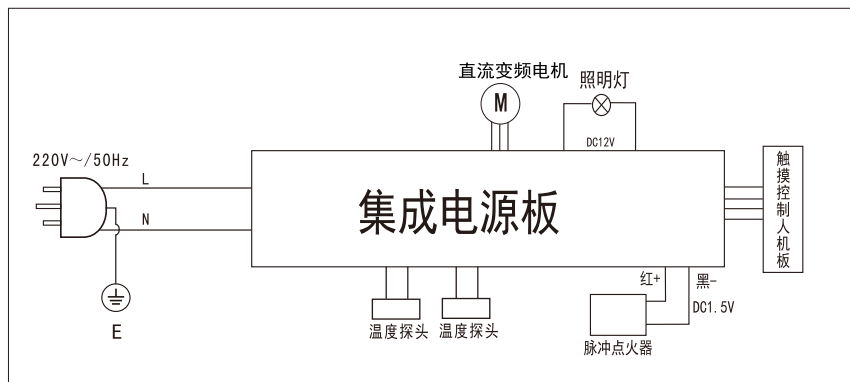 直流变频电机
照明灯
M
DC12V
220V～/50Hz
L
N
E
集成电源板
触摸控制人机板
温度探头
温度探头
红+
黑-
DC1.5V
脉冲点火器